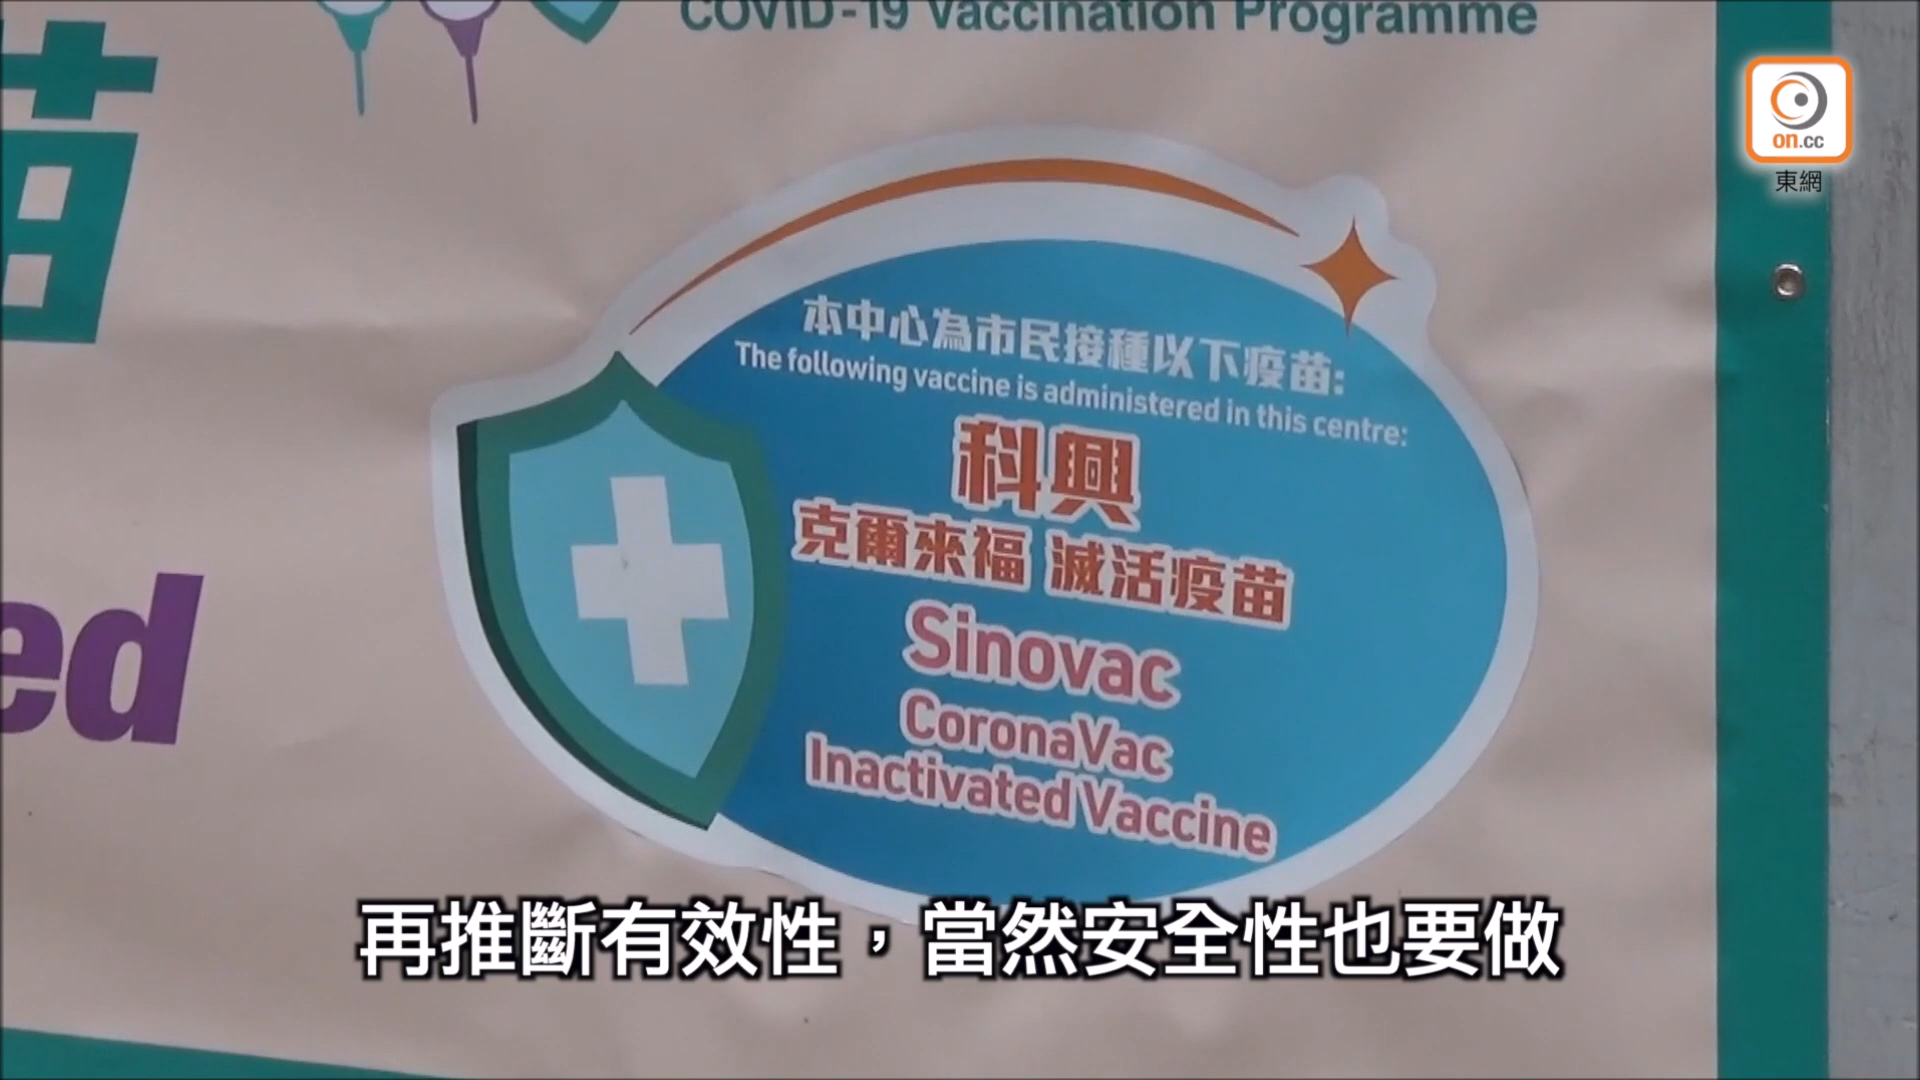 COVID-19 Vaccination Programme
on.cc
東網
苗
本中心為市民接種以下疫苗:
The following vaccine is administered in this centre:
科興
克爾來福 滅活疫苗
Sinovac
CoronaVac
Inactivated Vaccine
ed
再推斷有效性，當然安全性也要做